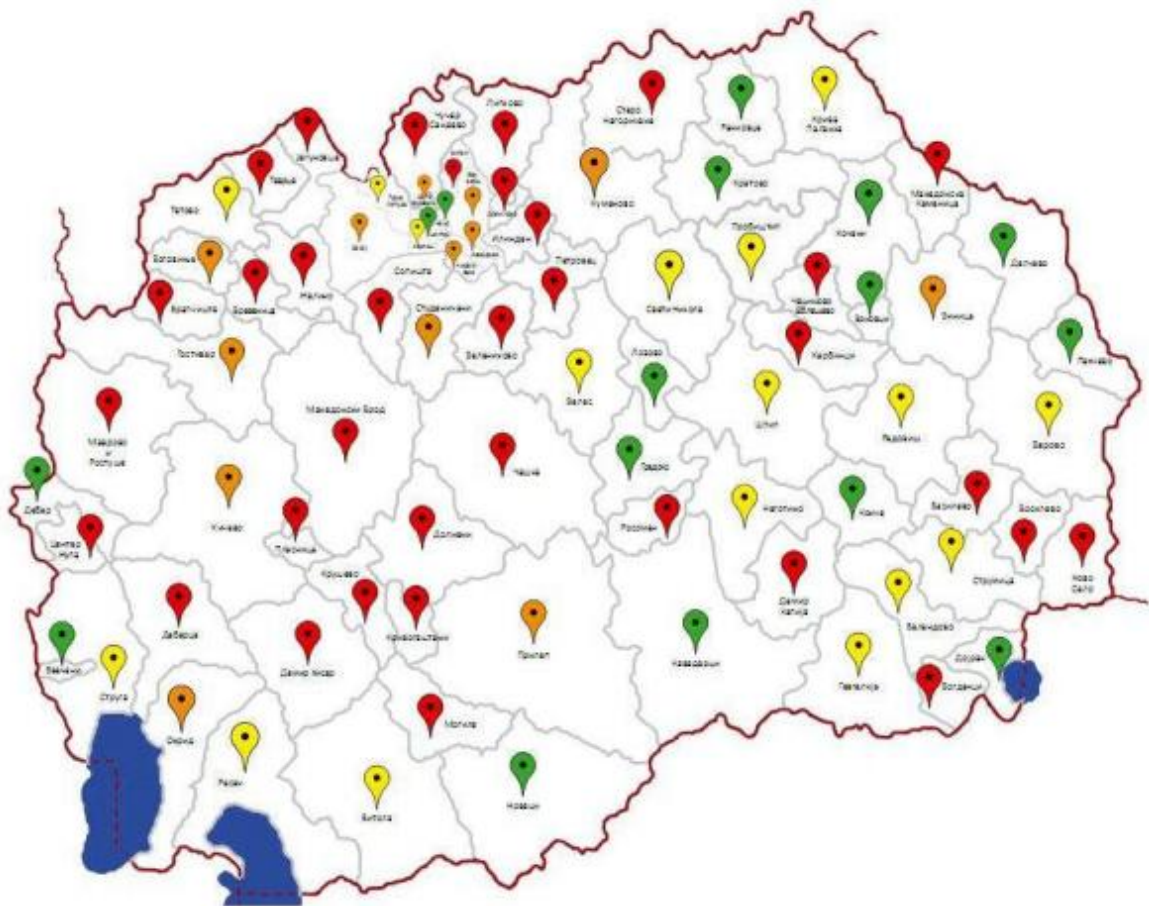 Чучер
Сандево
Липково
Старо
Нагоричане
Ранковце
Крива
Паланка
Јегуновце
Теарце
Тетово
Куманово
Кратово
Македонска
Каменица
Кочани
Пробиштип
Делчево
Илинден
Петровец
Сопиште
Боговиње
Желино
Брвеница
Врапчиште
Студеничани
Зелениково
Свети Николе
Чешиново
Облешево
Зрновци
Виница
Пехчево
Гостивар
Лозово
Карбинци
Велес
Штип
Радовиш
Берово
Македонски Брод
Маврово
и
Ростуше
Чашка
Градско
Дебар
Кичево
Неготино
Конче
Василево
Босилово
Росоман
Центар
Жупа
Пласница
Долнени
Крушево
Струмица
Ново
Село
Дебарца
Кривогаштани
Прилеп
Демир
Капија
Валандово
Кавадарци
Вевчани
Демир Хисар
Дојран
Струга
Гевгелија
Богданци
Могила
Охрид
Ресен
Битола
Новаци